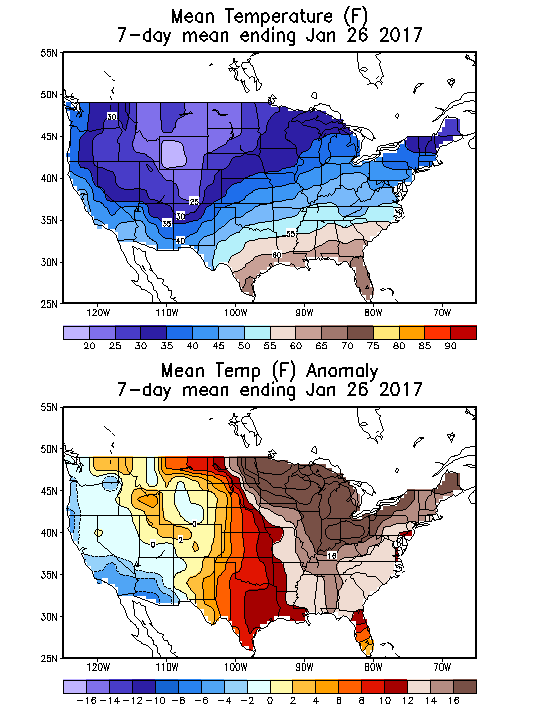 Mean Temperature (F)
7-day mean ending Jan 26 2017
55N
50N
45N
40N
35N
30N
25N
30
25
30
35
40
55
60
120W 110W 100W 90W 80W 70W
20 25 30 35 40 45 50 55 60 65 70 75 80 85 90
Mean Temp (F) Anomaly
7-day mean ending Jan 26 2017
55N
50N
45N
40N
35N
30N
25N
0
2
0
16
120W 110W 100W 90W 80W 70W
-16 -14 -12 -10 -8 -6 -4 -2 0 2 4 6 8 10 12 14 16